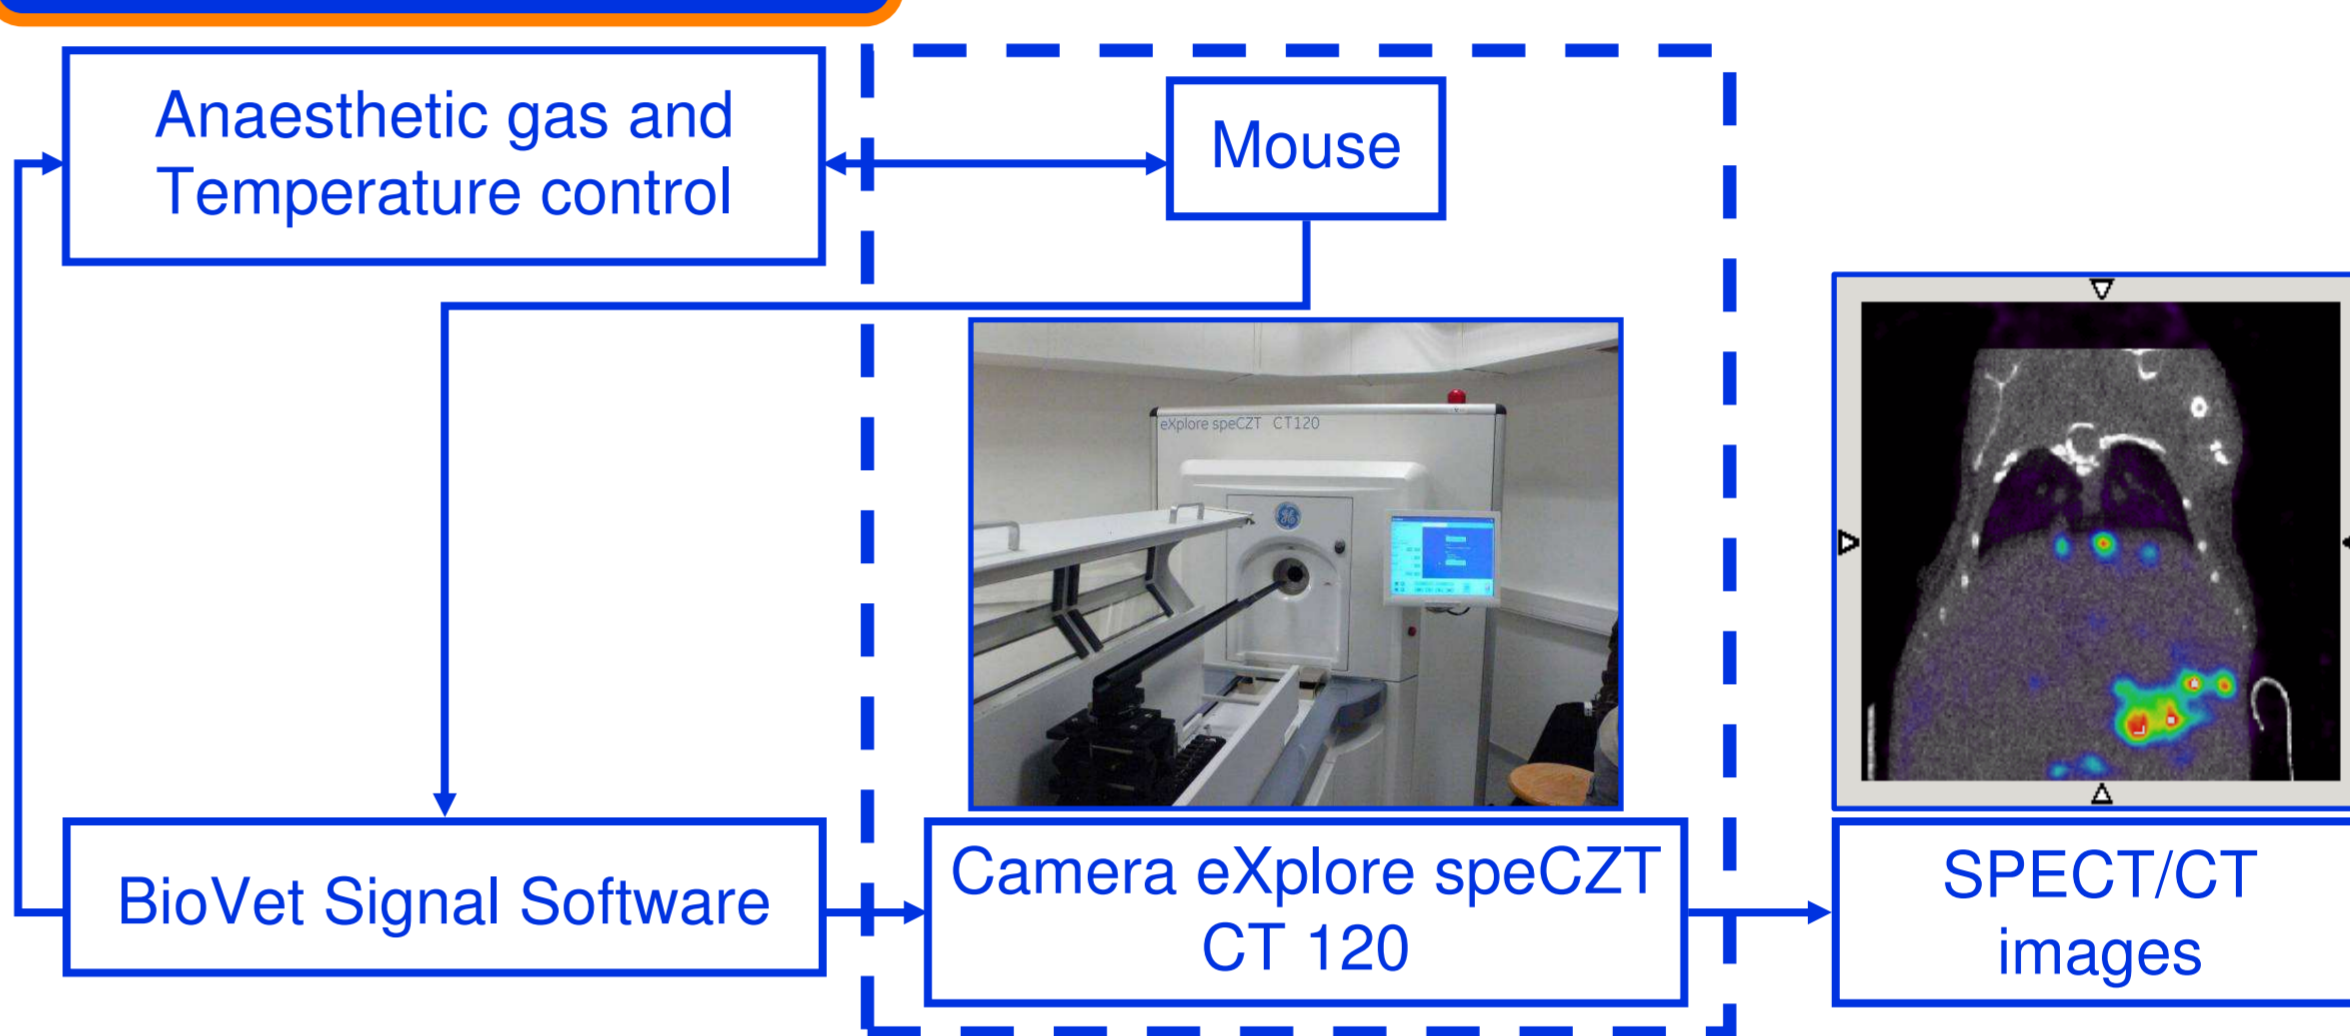 Anaesthetic gas and
Temperature control
Mouse
eXplore speCZT CT120
BioVet Signal Software
Camera eXplore speCZT
CT 120
SPECT/CT
images